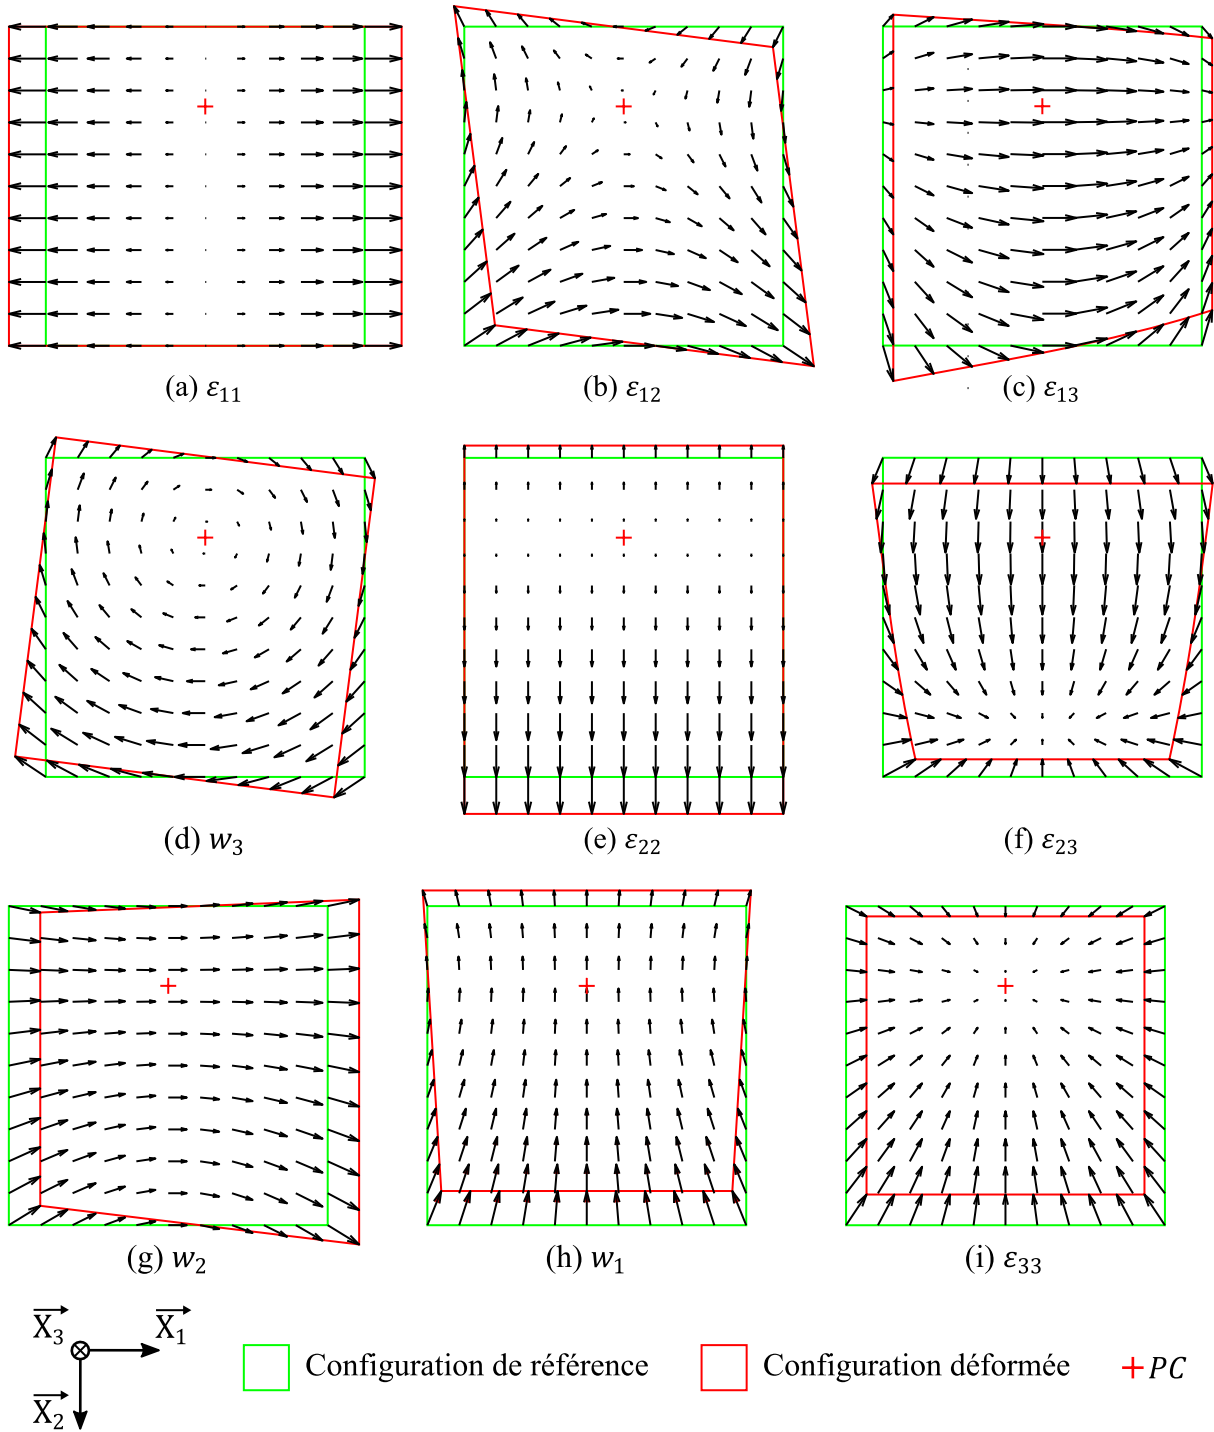 (a) ε₁₁ (b) ε₁₂ (c) ε₁₃
(d) w₃ (e) ε₂₂ (f) ε₂₃
(g) w₂ (h) w₁ (i) ε₃₃
X₃ X₁
X₂
Configuration de référence Configuration déformée PC